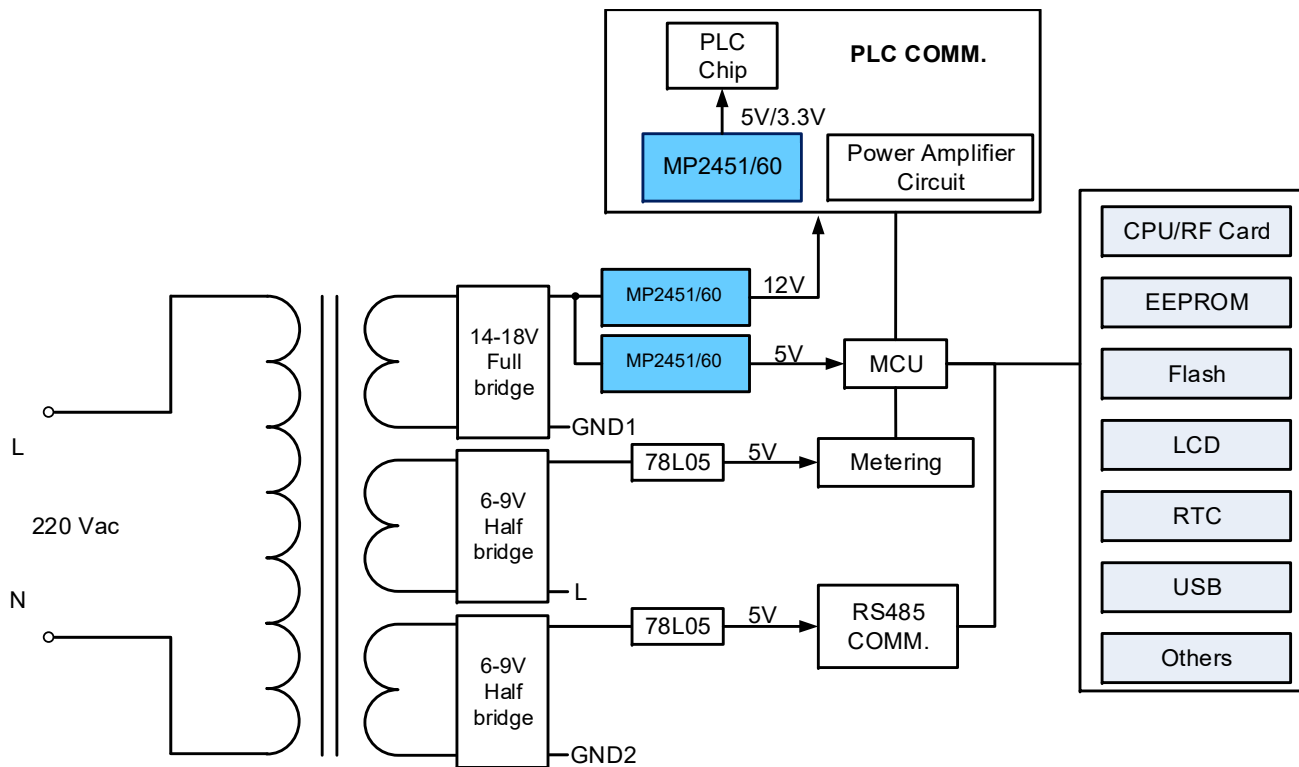 PLC
Chip
PLC COMM.
5V/3.3V
MP2451/60
Power Amplifier
Circuit
CPU/RF Card
EEPROM
Flash
LCD
RTC
USB
Others
MP2451/60
12V
MP2451/60
5V
MCU
14-18V
Full
bridge
GND1
78L05
5V
Metering
6-9V
Half
bridge
L
78L05
5V
RS485
COMM.
6-9V
Half
bridge
GND2
L
220 Vac
N